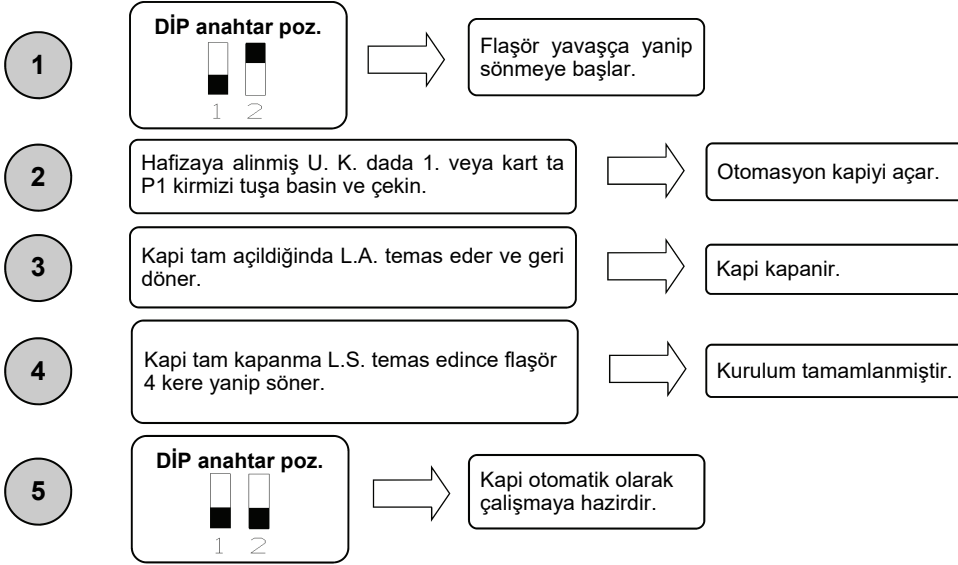 1
DİP anahtar poz.
1 2
Flaşör yavaşca yanip
sönmeye başlar.
2
Hafizaya alinmiş U. K. dada 1. veya kart ta
P1 kirmizi tuşa basin ve çekin.
Otomasyon kapiyi açar.
3
Kapi tam açildiğinda L.A. temas eder ve geri
döner.
Kapi kapanir.
4
Kapi tam kapanma L.S. temas edince flaşör
4 kere yanip söner.
Kurulum tamamlanmiştir.
5
DİP anahtar poz.
1 2
Kapi otomatik olarak
çalişmaya hazirdir.